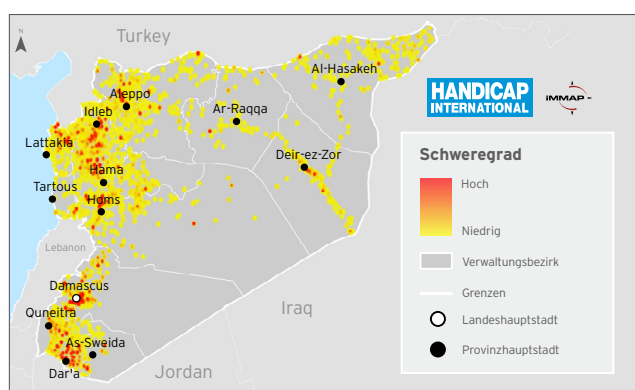 N
Turkey
Al-Hasakeh
Aleppo
Idleb
Ar-Raqqa
Lattakia
Deir-ez-Zor
Hama
Tartous
Homs
Lebanon
Damascus
Iraq
Quneitra
As-Sweida
Dar'a
Jordan
HANDICAP
INTERNATIONAL
IMMAP
Schweregrad
Hoch
Niedrig
Verwaltungsbezirk
Grenzen
Landeshauptstadt
Provinzhauptstadt